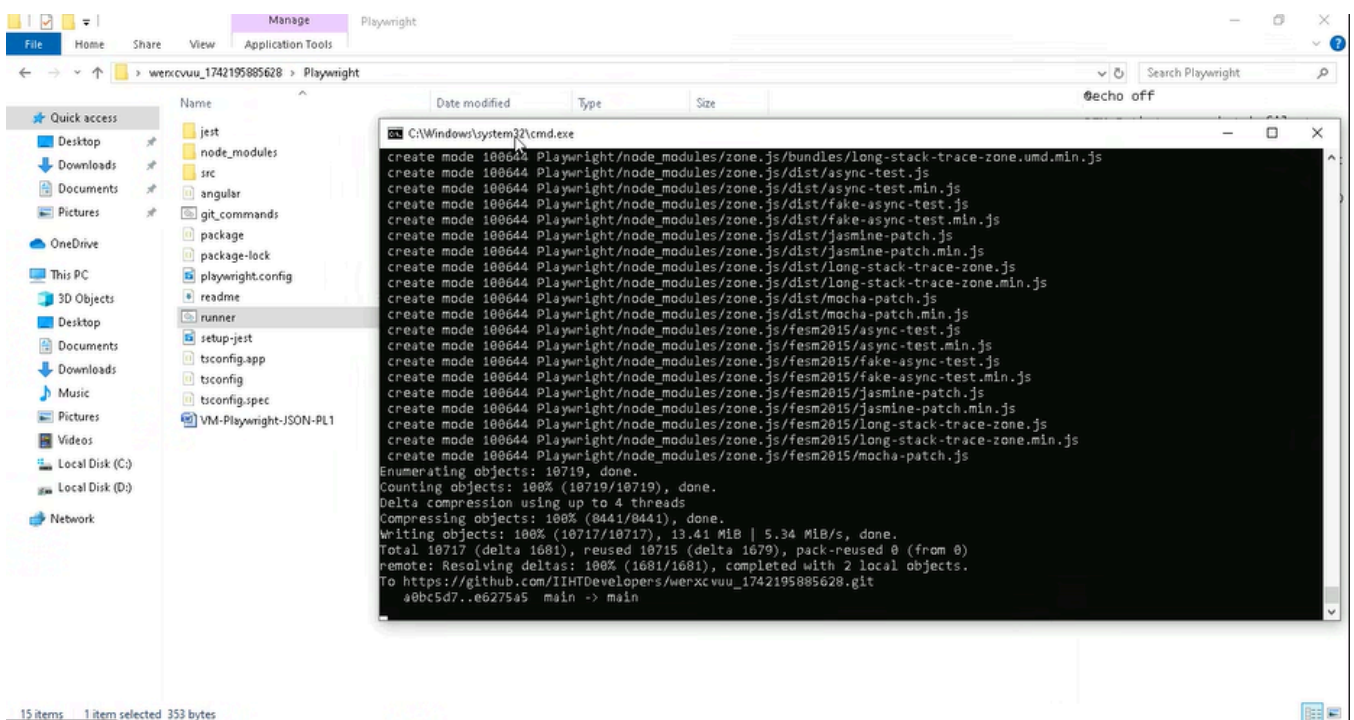 Manage
Playwright
File
Home
Share
View
Application Tools
werxcvuu_1742195885628 > Playwright
Search Playwright
Name
Date modified
Type
Size
@echo off
Quick access
Desktop
Downloads
Documents
Pictures
OneDrive
This PC
3D Objects
Desktop
Documents
Downloads
Music
Pictures
Videos
Local Disk (C:)
Local Disk (D:)
Network
jest
node_modules
src
angular
git_commands
package
package-lock
playwright.config
readme
runner
setup-jest
tsconfig.app
tsconfig
tsconfig.spec
VM-Playwright-JSON-PL1
C:\Windows\system32\cmd.exe
create mode 100644 Playwright/node_modules/zone.js/bundles/long-stack-trace-zone.umd.min.js
create mode 100644 Playwright/node_modules/zone.js/dist/async-test.js
create mode 100644 Playwright/node_modules/zone.js/dist/async-test.min.js
create mode 100644 Playwright/node_modules/zone.js/dist/fake-async-test.js
create mode 100644 Playwright/node_modules/zone.js/dist/fake-async-test.min.js
create mode 100644 Playwright/node_modules/zone.js/dist/jasmine-patch.js
create mode 100644 Playwright/node_modules/zone.js/dist/jasmine-patch.min.js
create mode 100644 Playwright/node_modules/zone.js/dist/long-stack-trace-zone.js
create mode 100644 Playwright/node_modules/zone.js/dist/long-stack-trace-zone.min.js
create mode 100644 Playwright/node_modules/zone.js/dist/mocha-patch.js
create mode 100644 Playwright/node_modules/zone.js/dist/mocha-patch.min.js
create mode 100644 Playwright/node_modules/zone.js/fesm2015/async-test.js
create mode 100644 Playwright/node_modules/zone.js/fesm2015/async-test.min.js
create mode 100644 Playwright/node_modules/zone.js/fesm2015/fake-async-test.js
create mode 100644 Playwright/node_modules/zone.js/fesm2015/fake-async-test.min.js
create mode 100644 Playwright/node_modules/zone.js/fesm2015/jasmine-patch.js
create mode 100644 Playwright/node_modules/zone.js/fesm2015/jasmine-patch.min.js
create mode 100644 Playwright/node_modules/zone.js/fesm2015/long-stack-trace-zone.js
create mode 100644 Playwright/node_modules/zone.js/fesm2015/long-stack-trace-zone.min.js
create mode 100644 Playwright/node_modules/zone.js/fesm2015/mocha-patch.js
Enumerating objects: 10719, done.
Counting objects: 100% (10719/10719), done.
Delta compression using up to 4 threads
Compressing objects: 100% (8441/8441), done.
Writing objects: 100% (10717/10717), 13.41 MiB | 5.34 MiB/s, done.
Total 10717 (delta 1681), reused 10715 (delta 1679), pack-reused 0 (from 0)
remote: Resolving deltas: 100% (1681/1681), completed with 2 local objects.
To https://github.com/IIHTDevelopers/werxcvuu_1742195885628.git
a0bc5d7..e6275a5 main -> main
15 items 1 item selected 353 bytes